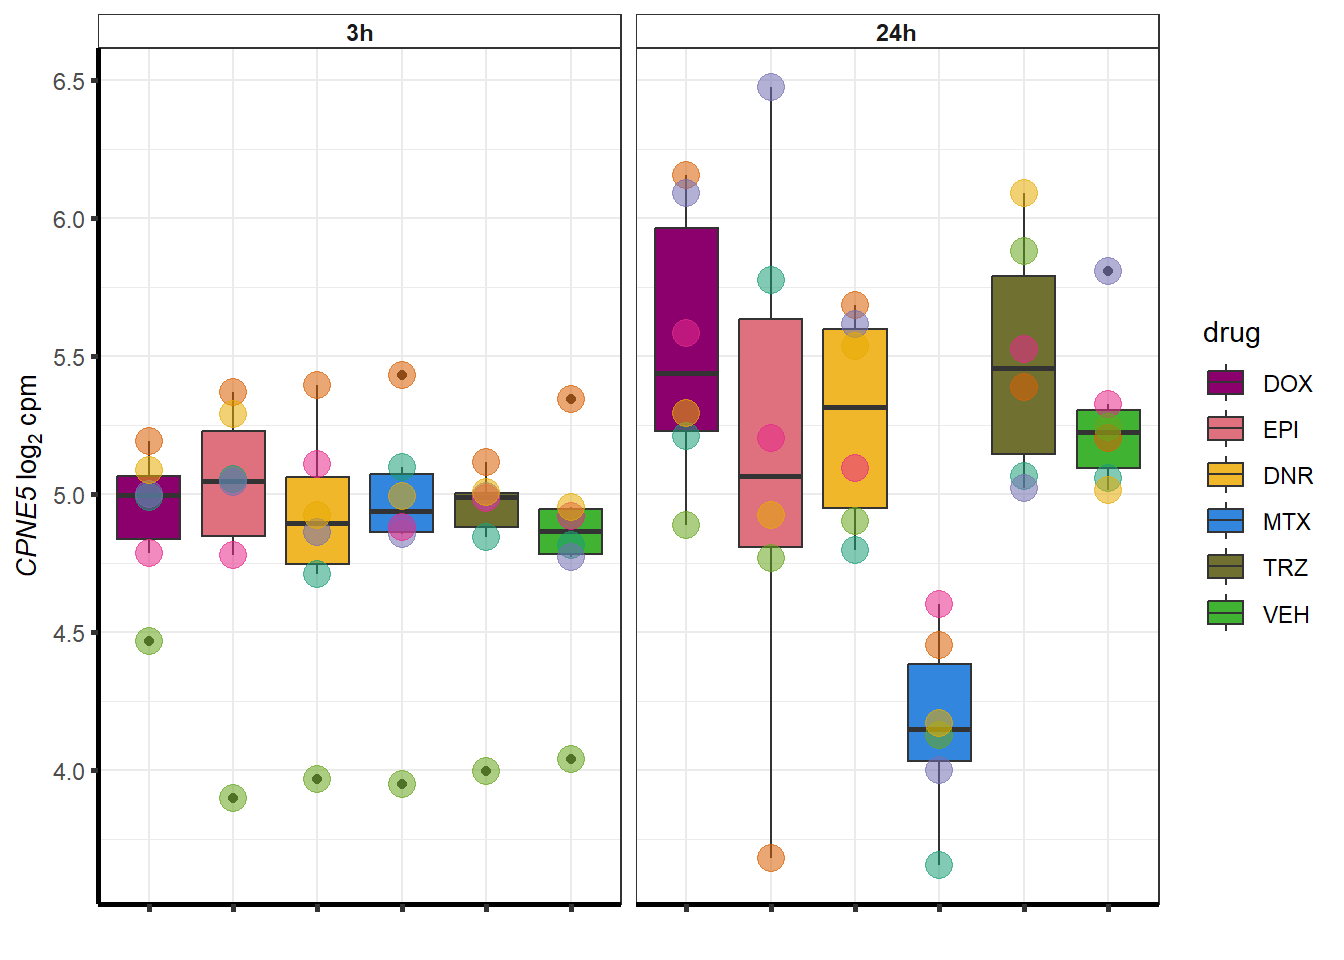 3h
24h
6.5
6.0
5.5
5.0
4.5
4.0
CPNE5 log₂ cpm
drug
DOX
EPI
DNR
MTX
TRZ
VEH